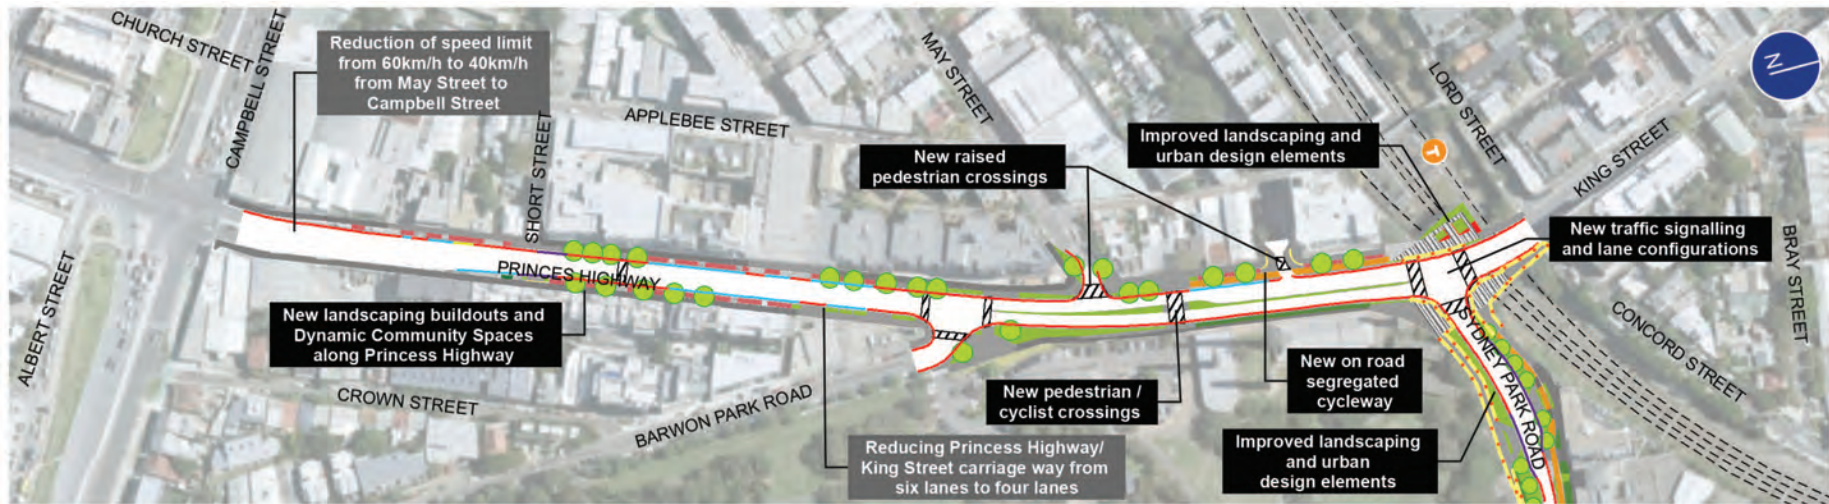 CHURCH STREET
CAMPBELL STREET
Reduction of speed limit
from 60km/h to 40km/h
from May Street to
Campbell Street
SHORT STREET
APPLEBEE STREET
MAY STREET
New raised
pedestrian crossings
Improved landscaping and
urban design elements
T
LORD STREET
KING STREET
N
New traffic signalling
and lane configurations
BRAY STREET
ALBERT STREET
PRINCES HIGHWAY
New landscaping buildouts and
Dynamic Community Spaces
along Princess Highway
CROWN STREET
BARWON PARK ROAD
Reducing Princess Highway/
King Street carriage way from
six lanes to four lanes
New pedestrian /
cyclist crossings
New on road
segregated
cycleway
Improved landscaping
and urban
design elements
SYDNEY PARK ROAD
CONCORD STREET